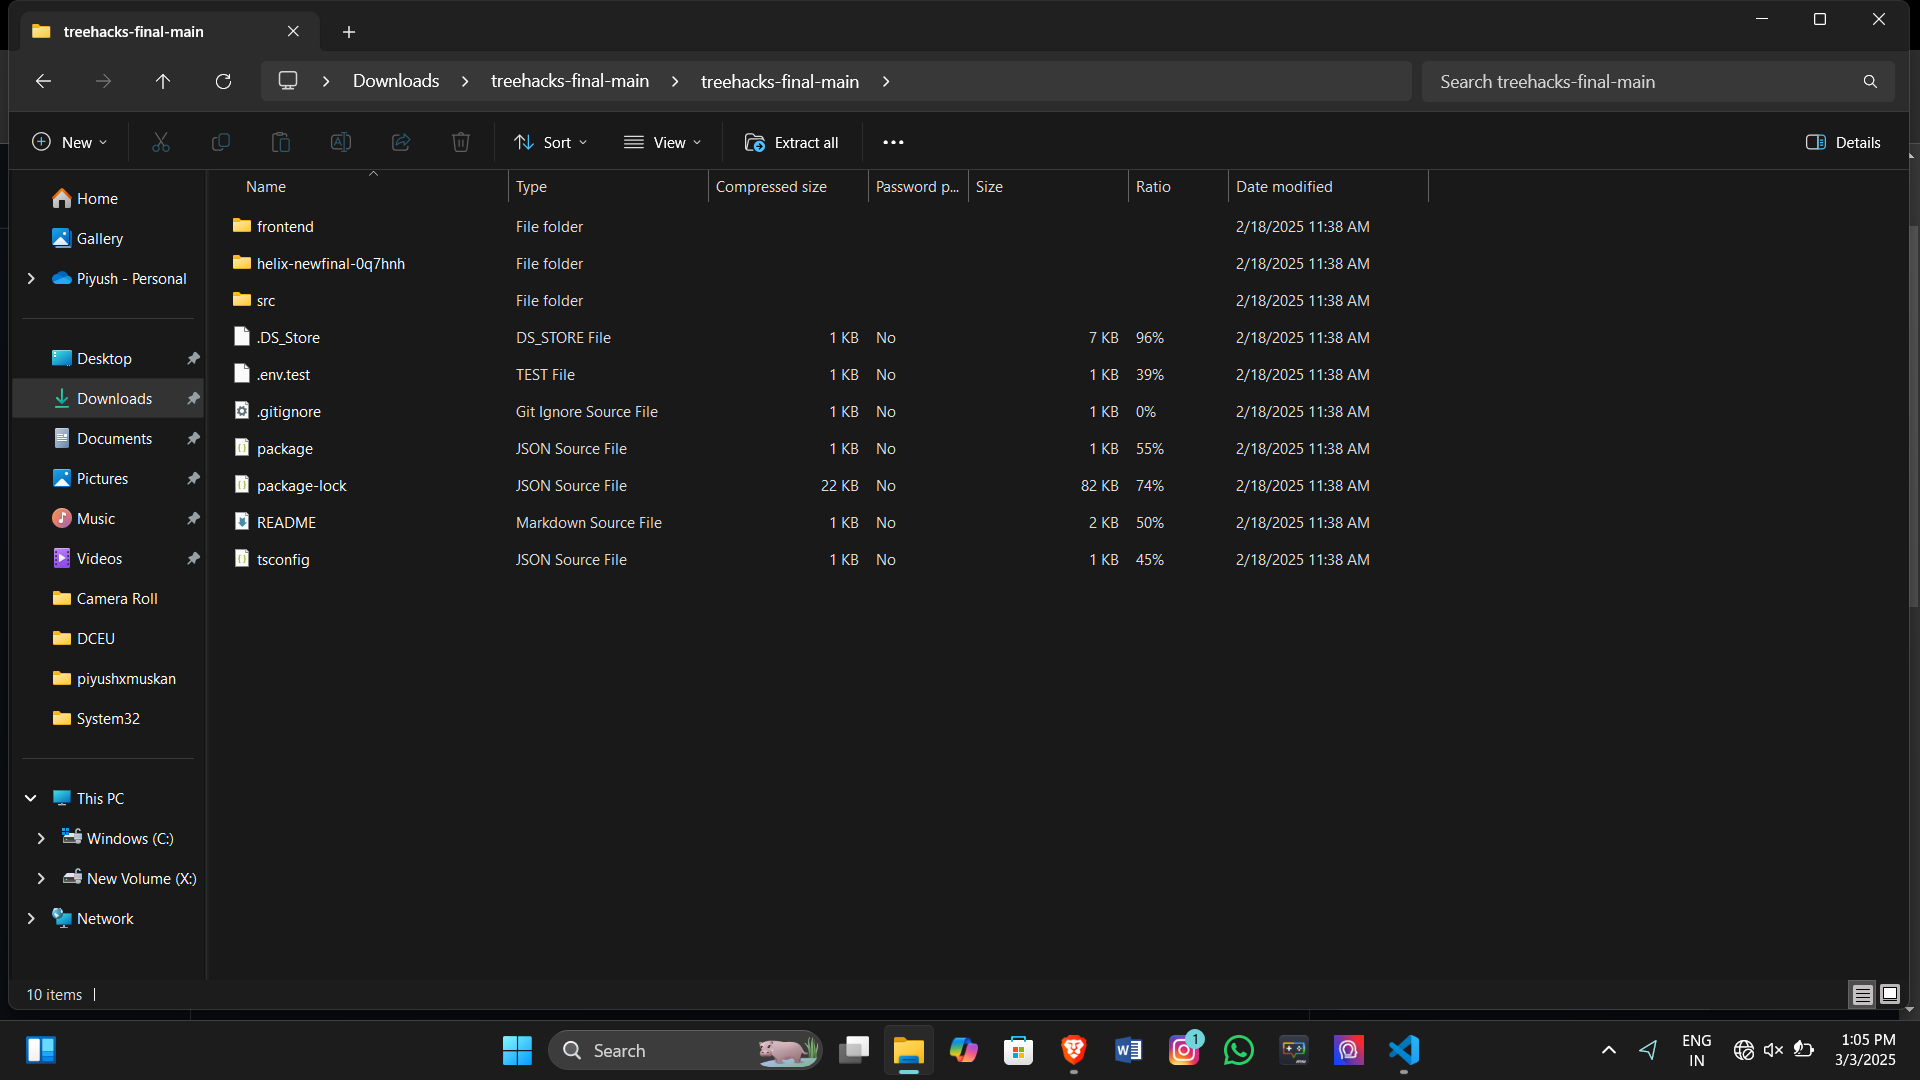 treehacks-final-main
Downloads treehacks-final-main treehacks-final-main
Search treehacks-final-main
New Sort View Extract all Details
Name Type Compressed size Password p... Size Ratio Date modified
frontend File folder 2/18/2025 11:38 AM
helix-newfinal-0q7hnh File folder 2/18/2025 11:38 AM
src File folder 2/18/2025 11:38 AM
.DS_Store DS_STORE File 1 KB No 7 KB 96% 2/18/2025 11:38 AM
.env.test TEST File 1 KB No 1 KB 39% 2/18/2025 11:38 AM
.gitignore Git Ignore Source File 1 KB No 1 KB 0% 2/18/2025 11:38 AM
package JSON Source File 1 KB No 1 KB 55% 2/18/2025 11:38 AM
package-lock JSON Source File 22 KB No 82 KB 74% 2/18/2025 11:38 AM
README Markdown Source File 1 KB No 2 KB 50% 2/18/2025 11:38 AM
tsconfig JSON Source File 1 KB No 1 KB 45% 2/18/2025 11:38 AM
Home
Gallery
Piyush - Personal
Desktop
Downloads
Documents
Pictures
Music
Videos
Camera Roll
DCEU
piyushxmuskan
System32
This PC
Windows (C:)
New Volume (X:)
Network
10 items
Search
1
ENG
IN
1:05 PM
3/3/2025